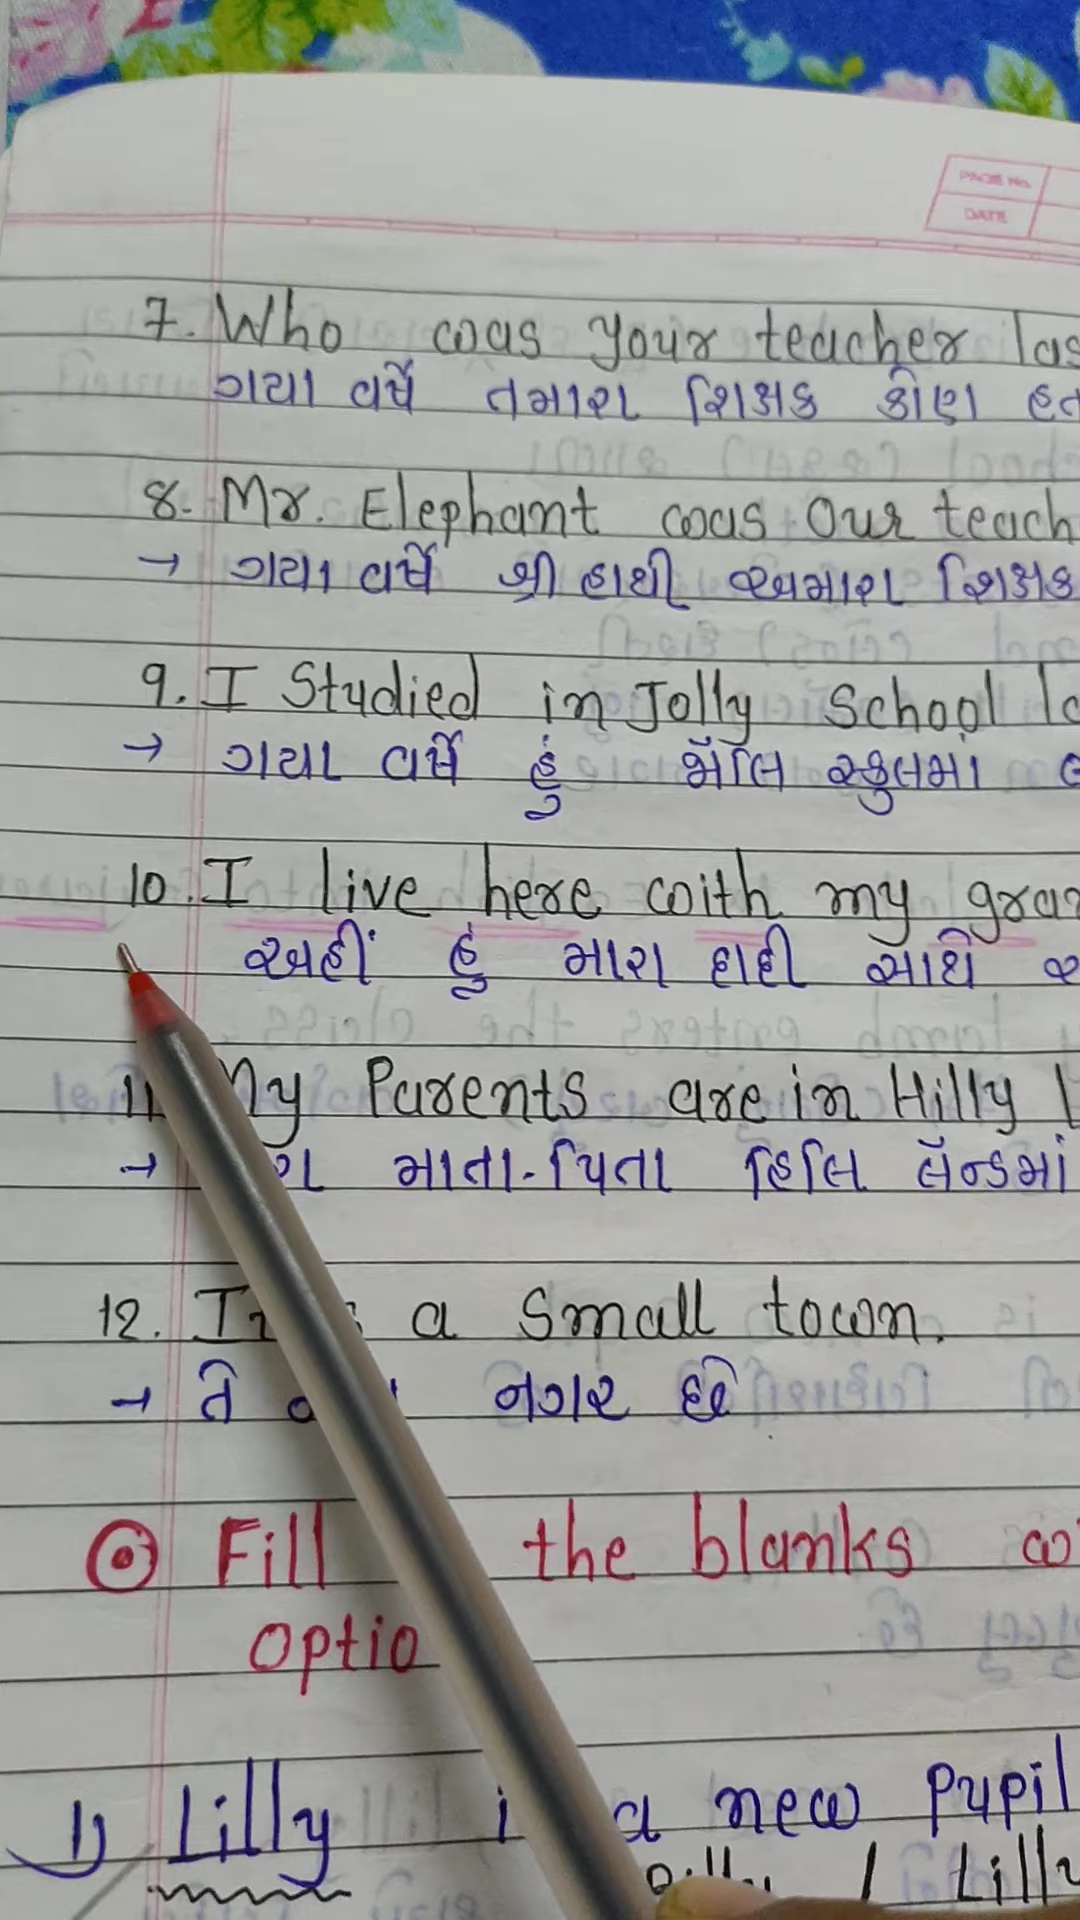 PAGE No.
DATE
7. Who was your teacher las
ગયા વર્ષે તમારા શિક્ષક કોણ હત
8. Mr. Elephant was Our teach
→ ગયા વર્ષે શ્રી હાથી અમારા શિક્ષક
9. I Studied in Jolly School la
→ ગયા વર્ષે હું જૅલિ સ્કુલમાં
10. I live here with my gran
અહીં હું મારા દાદી સાથે ર
11. My Parents are in Hilly L
→ માતા-પિતા હિલિ લૅન્ડમાં
12. It a Small town.
→ તે નગર છે
Fill the blanks w
optio
1) Lilly i a new Pupil
/ Lilly